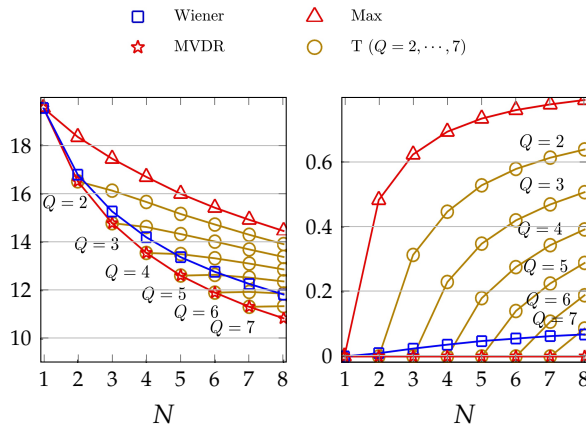 Wiener
Max
MVDR
T (Q = 2, ⋯ , 7)
18
16
14
12
10
Q = 2
Q = 3
Q = 4
Q = 5
Q = 6
Q = 7
1 2 3 4 5 6 7 8
N
0.6
0.4
0.2
0
Q = 2
Q = 3
Q = 4
Q = 5
Q = 6
Q = 7
1 2 3 4 5 6 7 8
N